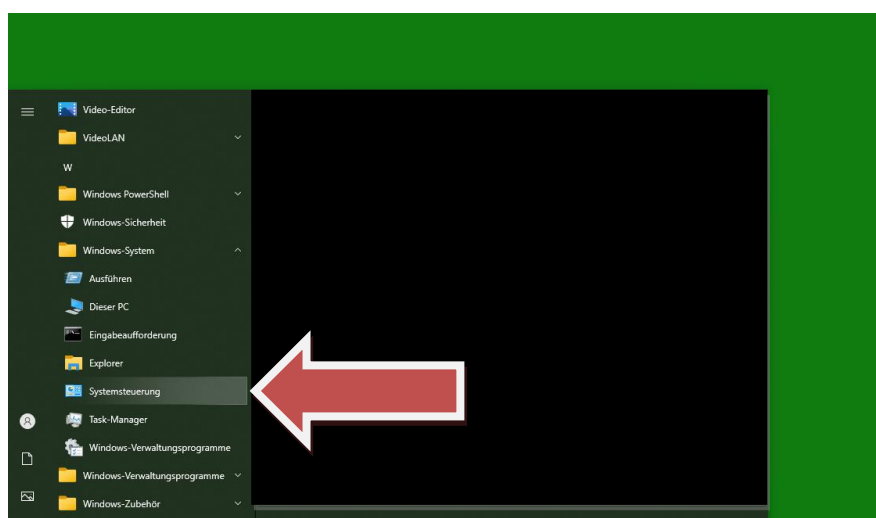 Video-Editor
VideoLAN
W
Windows PowerShell
Windows-Sicherheit
Windows-System
Ausführen
Dieser PC
Eingabeaufforderung
Explorer
Systemsteuerung
Task-Manager
Windows-Verwaltungsprogramme
Windows-Verwaltungsprogramme
Windows-Zubehör